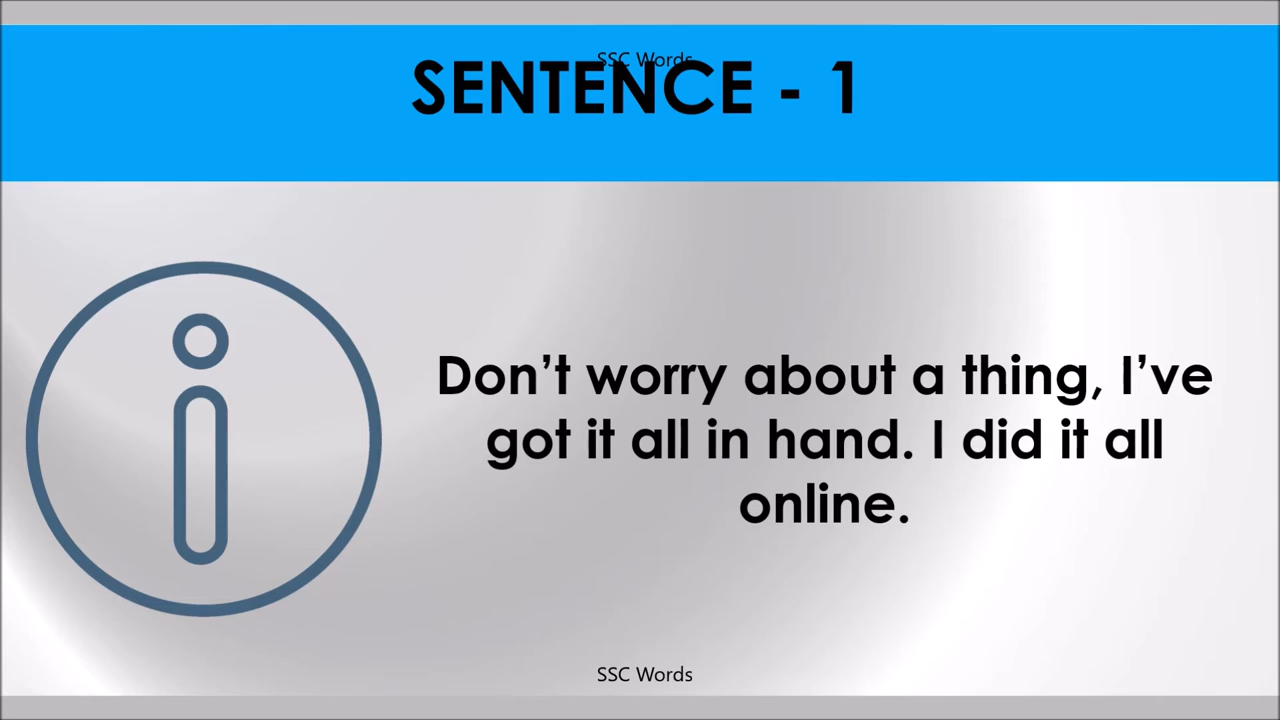 SSC Words
SENTENCE - 1
Don’t worry about a thing, I’ve
got it all in hand. I did it all
online.
SSC Words